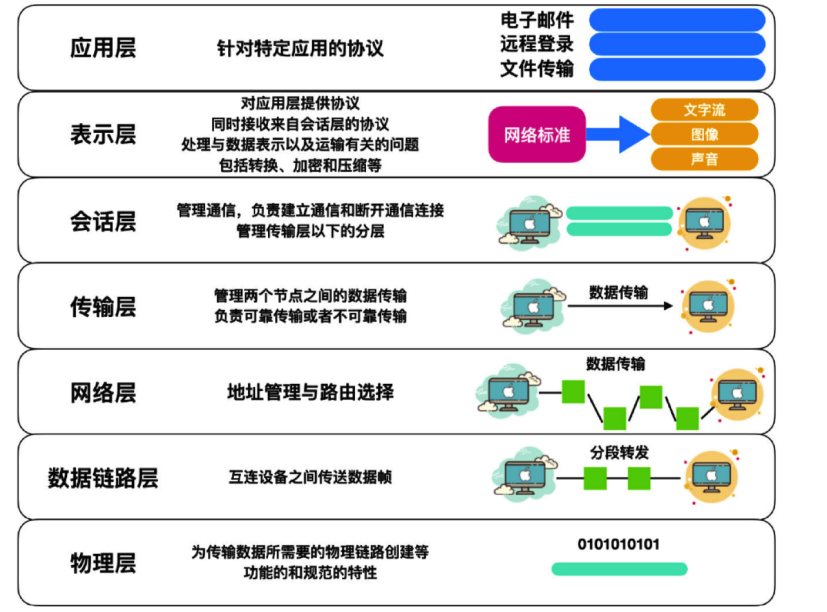 应用层
针对特定应用的协议
电子邮件
远程登录
文件传输
表示层
对应用层提供协议
同时接收来自会话层的协议
处理与数据表示以及运输有关的问题
包括转换、加密和压缩等
网络标准
文字流
图像
声音
会话层
管理通信，负责建立通信和断开通信连接
管理传输层以下的分层
传输层
管理两个节点之间的数据传输
负责可靠传输或者不可靠传输
数据传输
网络层
地址管理与路由选择
数据传输
数据链路层
互连设备之间传送数据帧
分段转发
物理层
为传输数据所需要的物理链路创建等
功能的和规范的特性
0101010101